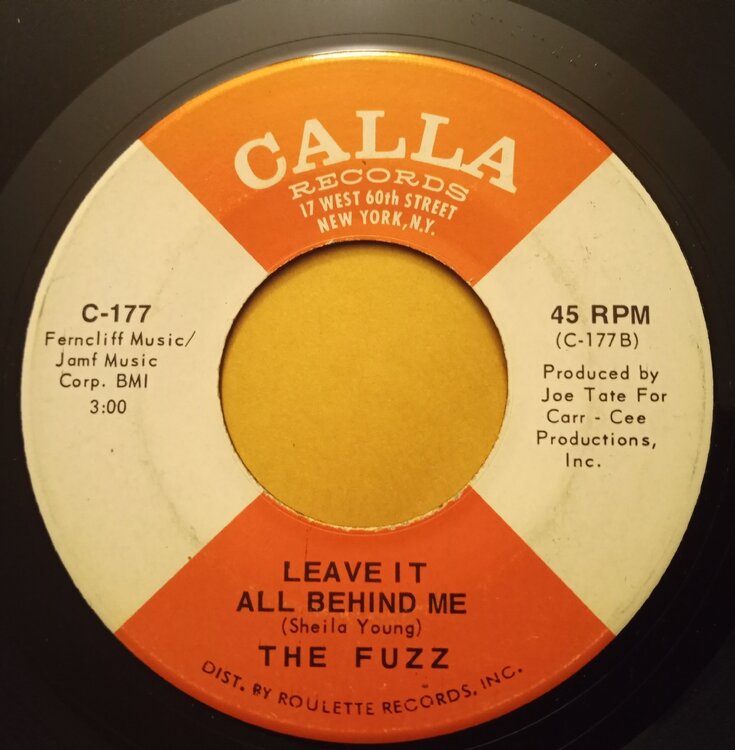 CALLA
RECORDS
17 WEST 60th STREET
NEW YORK, N.Y.
C-177
Ferncliff Music/
Jamf Music
Corp. BMI
3:00
45 RPM
(C-177B)
Produced by
Joe Tate For
Carr - Cee
Productions,
Inc.
LEAVE IT
ALL BEHIND ME
(Sheila Young)
THE FUZZ
DIST. BY ROULETTE RECORDS, INC.